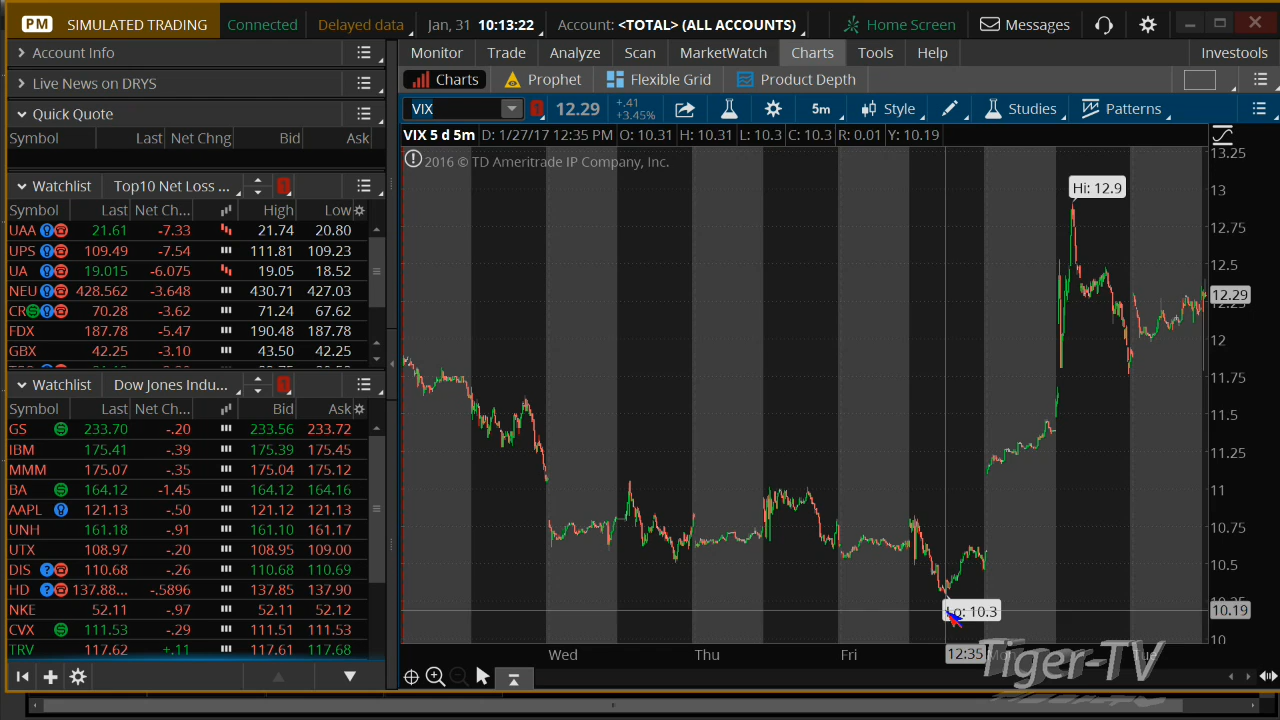 PM SIMULATED TRADING Connected Delayed data Jan, 31 10:13:22 Account: <TOTAL> (ALL ACCOUNTS) Home Screen Messages
Account Info
Live News on DRYS
Quick Quote
Symbol Last Net Chng Bid Ask
Watchlist Top10 Net Loss ... 1
Symbol Last Net Ch... High Low
UAA 21.61 -7.33 21.74 20.80
UPS 109.49 -7.54 111.81 109.23
UA 19.015 -6.075 19.05 18.52
NEU 428.562 -3.648 430.71 427.03
CR 70.28 -3.62 71.24 67.62
FDX 187.78 -5.47 190.48 187.78
GBX 42.25 -3.10 43.50 42.25
Watchlist Dow Jones Indu... 1
Symbol Last Net Ch... Bid Ask
GS 233.70 -.20 233.56 233.72
IBM 175.41 -.39 175.39 175.45
MMM 175.07 -.35 175.04 175.12
BA 164.12 -1.45 164.12 164.16
AAPL 121.13 -.50 121.12 121.13
UNH 161.18 -.91 161.10 161.17
UTX 108.97 -.20 108.95 109.00
DIS 110.68 -.26 110.68 110.69
HD 137.88... -.5896 137.85 137.90
NKE 52.11 -.97 52.11 52.12
CVX 111.53 -.29 111.51 111.53
TRV 117.62 +.11 117.61 117.68
Monitor Trade Analyze Scan MarketWatch Charts Tools Help Investools
Charts Prophet Flexible Grid Product Depth
VIX 1 12.29 +.41 +3.45% 5m Style Studies Patterns
VIX 5 d 5m D: 1/27/17 12:35 PM O: 10.31 H: 10.31 L: 10.3 C: 10.3 R: 0.01 Y: 10.19
2016 © TD Ameritrade IP Company, Inc.
13.25
Hi: 12.9
13
12.75
12.5
12.29
12
11.75
11.5
11.25
11
10.75
10.5
Lo: 10.3
10.19
10
Wed Thu Fri 12:35 Tue
Tiger-TV